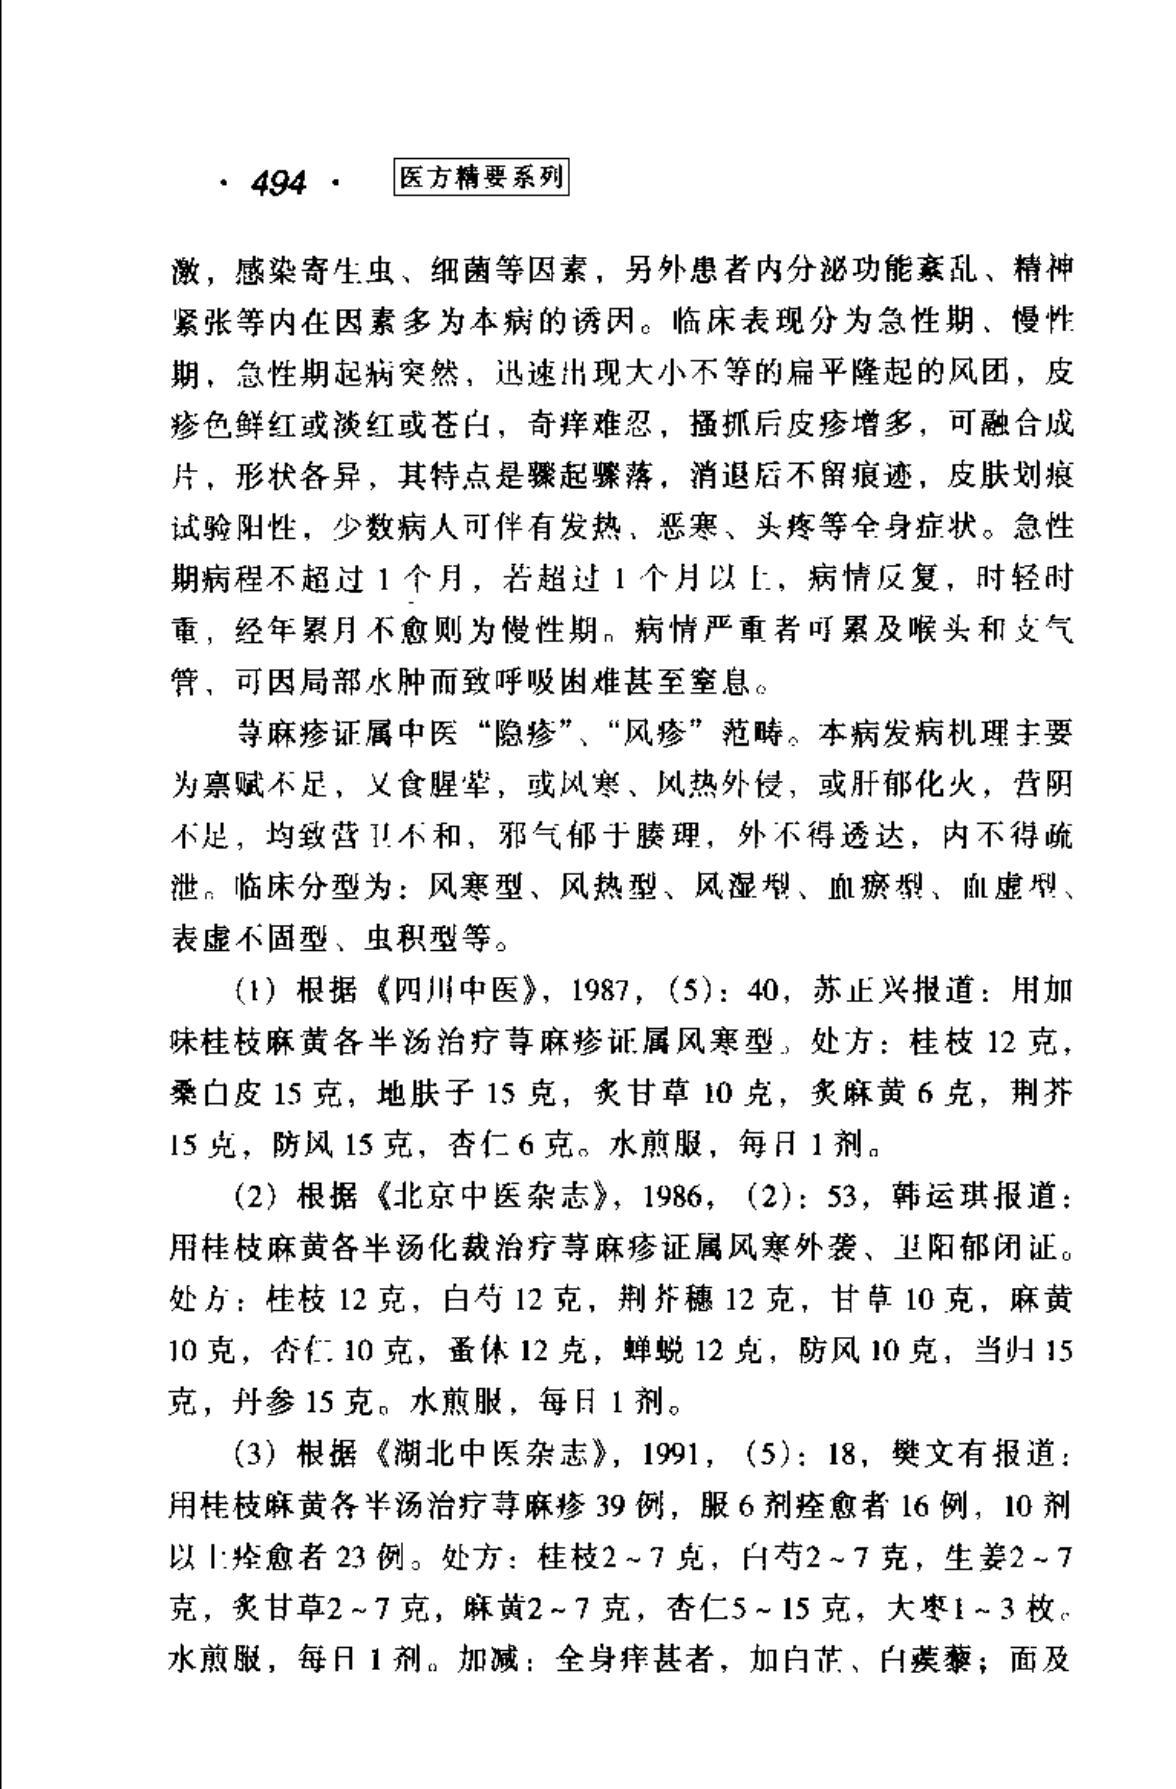 · 494 · 医方精要系列
激，感染寄生虫、细菌等因素，另外患者内分泌功能紊乱、精神
紧张等内在因素多为本病的诱因。临床表现分为急性期、慢性
期，急性期起病突然，迅速出现大小不等的扁平隆起的风团，皮
疹色鲜红或淡红或苍白，奇痒难忍，搔抓后皮疹增多，可融合成
片，形状各异，其特点是骤起骤落，消退后不留痕迹，皮肤划痕
试验阳性，少数病人可伴有发热、恶寒、头疼等全身症状。急性
期病程不超过 1 个月，若超过 1 个月以上，病情反复，时轻时
重，经年累月不愈则为慢性期。病情严重者可累及喉头和支气
管，可因局部水肿而致呼吸困难甚至窒息。
荨麻疹证属中医“隐疹”、“风疹”范畴。本病发病机理主要
为禀赋不足，又食腥荤，或风寒、风热外侵，或肝郁化火，营阴
不足，均致营卫不和，邪气郁于腠理，外不得透达，内不得疏
泄。临床分型为：风寒型、风热型、风湿型、血瘀型、血虚型、
表虚不固型、虫积型等。
(1) 根据《四川中医》，1987，(5)：40，苏正兴报道：用加
味桂枝麻黄各半汤治疗荨麻疹证属风寒型。处方：桂枝 12 克，
桑白皮 15 克，地肤子 15 克，炙甘草 10 克，炙麻黄 6 克，荆芥
15 克，防风 15 克，杏仁 6 克。水煎服，每日 1 剂。
(2) 根据《北京中医杂志》，1986，(2)：53，韩运琪报道：
用桂枝麻黄各半汤化裁治疗荨麻疹证属风寒外袭、卫阳郁闭证。
处方：桂枝 12 克，白芍 12 克，荆芥穗 12 克，甘草 10 克，麻黄
10 克，杏仁 10 克，蚤休 12 克，蝉蜕 12 克，防风 10 克，当归 15
克，丹参 15 克。水煎服，每日 1 剂。
(3) 根据《湖北中医杂志》，1991，(5)：18，樊文有报道：
用桂枝麻黄各半汤治疗荨麻疹 39 例，服 6 剂痊愈者 16 例，10 剂
以上痊愈者 23 例。处方：桂枝2～7 克，白芍2～7 克，生姜2～7
克，炙甘草2～7 克，麻黄2～7 克，杏仁5～15 克，大枣1～3 枚。
水煎服，每日 1 剂。加减：全身痒甚者，加白芷、白蒺藜；面及